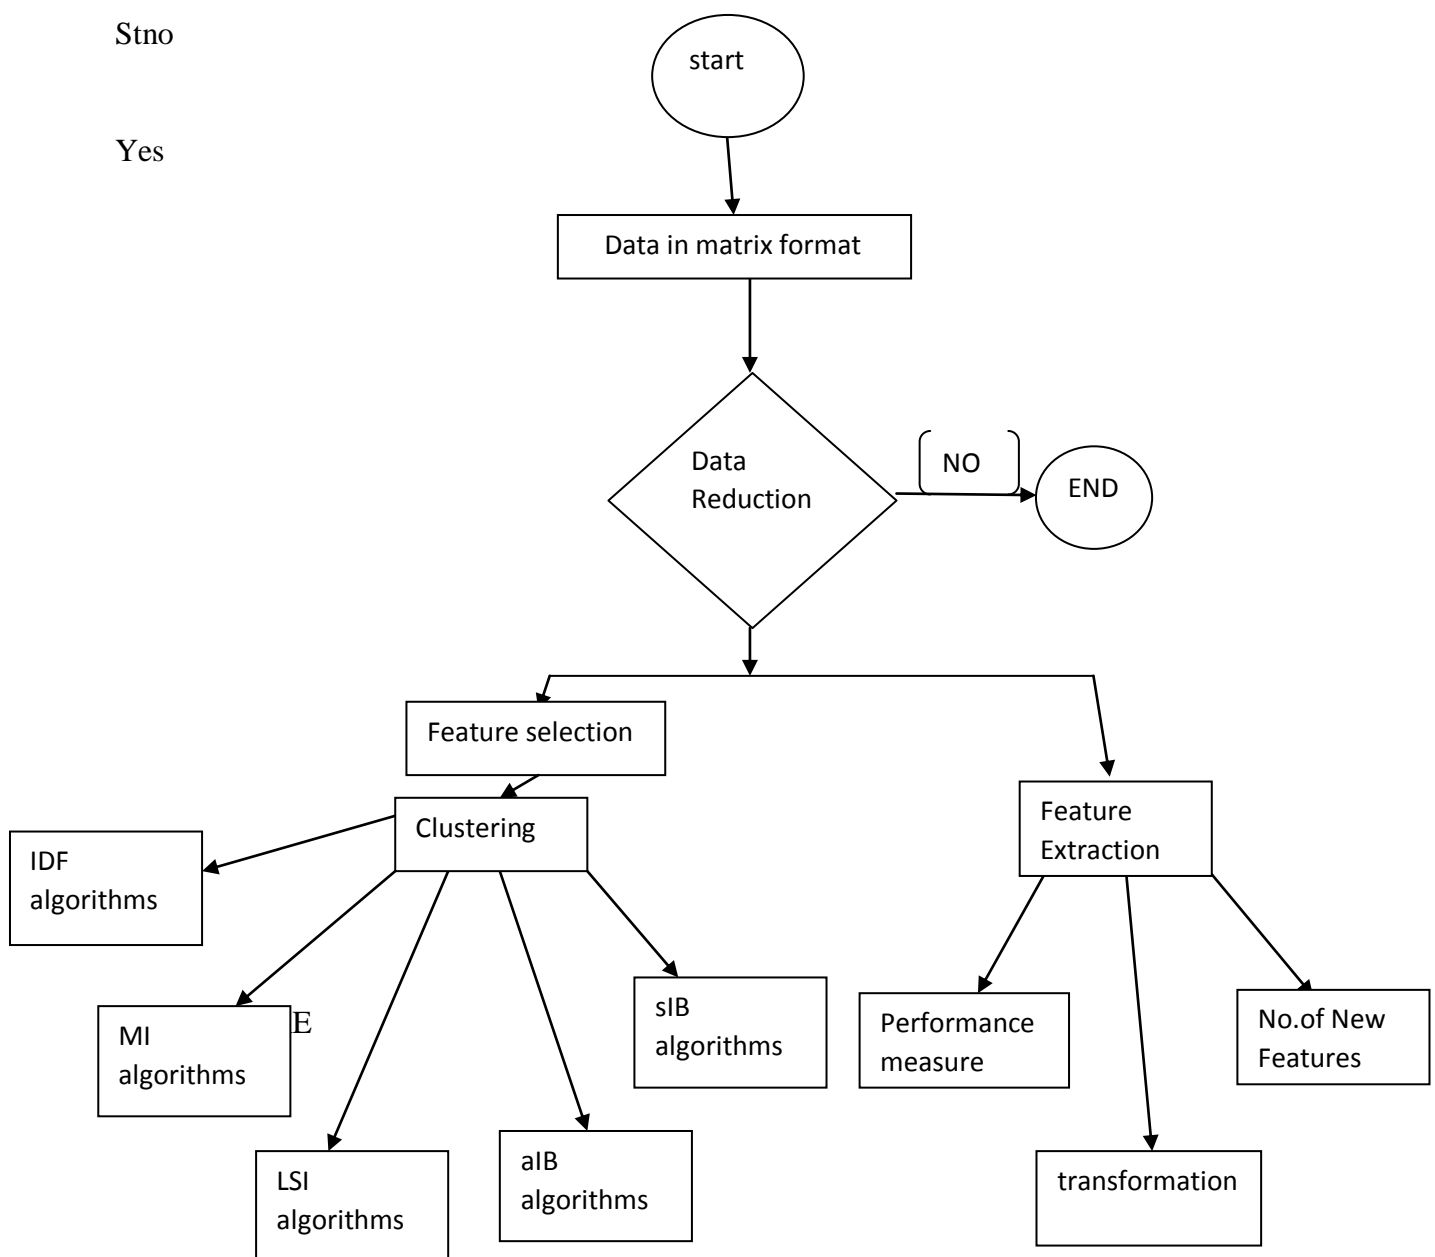 Stno
start
Yes
Data in matrix format
Data
Reduction
NO
END
Feature selection
Clustering
Feature
Extraction
IDF
algorithms
MI
algorithms
E
sIB
algorithms
Performance
measure
No.of New
Features
LSI
algorithms
aIB
algorithms
transformation